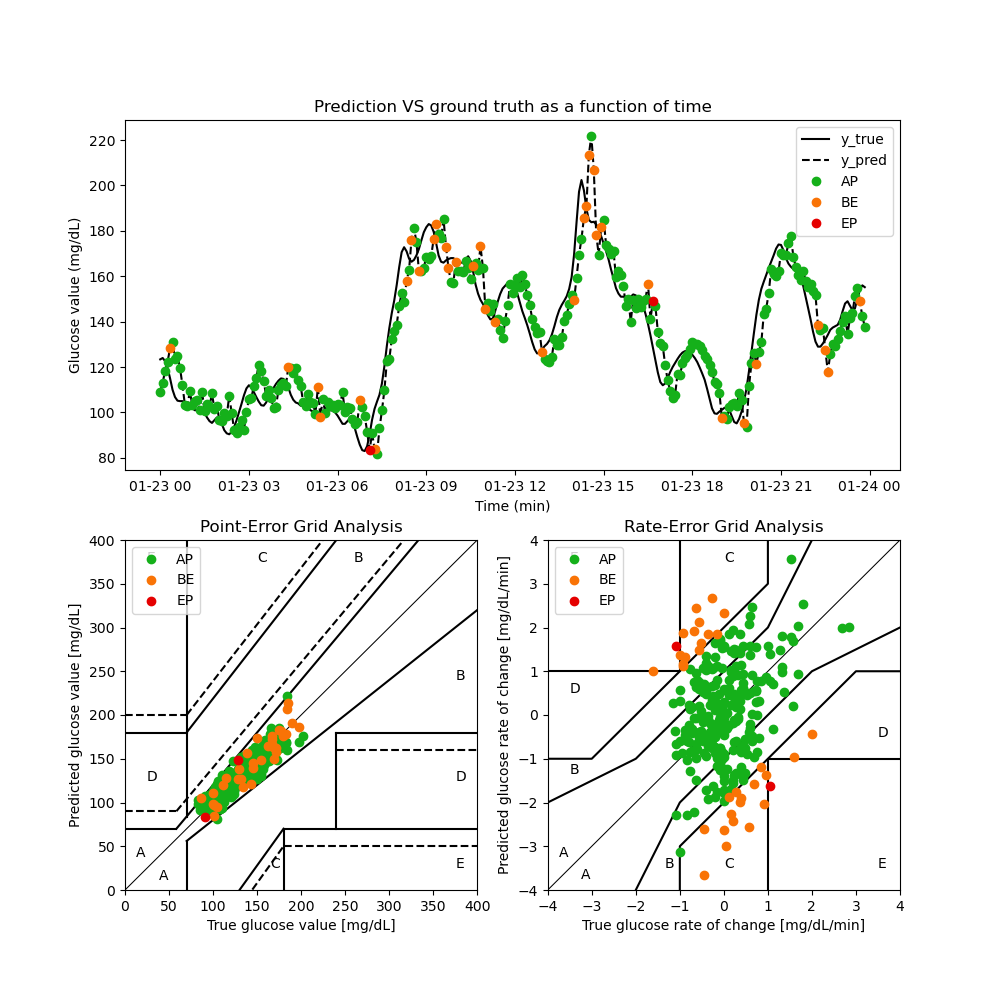 Prediction VS ground truth as a function of time
Glucose value (mg/dL)
220
200
180
160
140
120
100
80
y_true
y_pred
AP
BE
EP
01-23 00 01-23 03 01-23 06 01-23 09 01-23 12 01-23 15 01-23 18 01-23 21 01-24 00
Time (min)
Point-Error Grid Analysis
Predicted glucose value [mg/dL]
400
350
300
250
200
150
100
50
0
AP
BE
EP
C B
B
D D
A
A C E
0 50 100 150 200 250 300 350 400
True glucose value [mg/dL]
Rate-Error Grid Analysis
Predicted glucose rate of change [mg/dL/min]
4
3
2
1
0
−1
−2
−3
−4
AP
BE
EP
C
D
D
B
A
A B C E
−4 −3 −2 −1 0 1 2 3 4
True glucose rate of change [mg/dL/min]